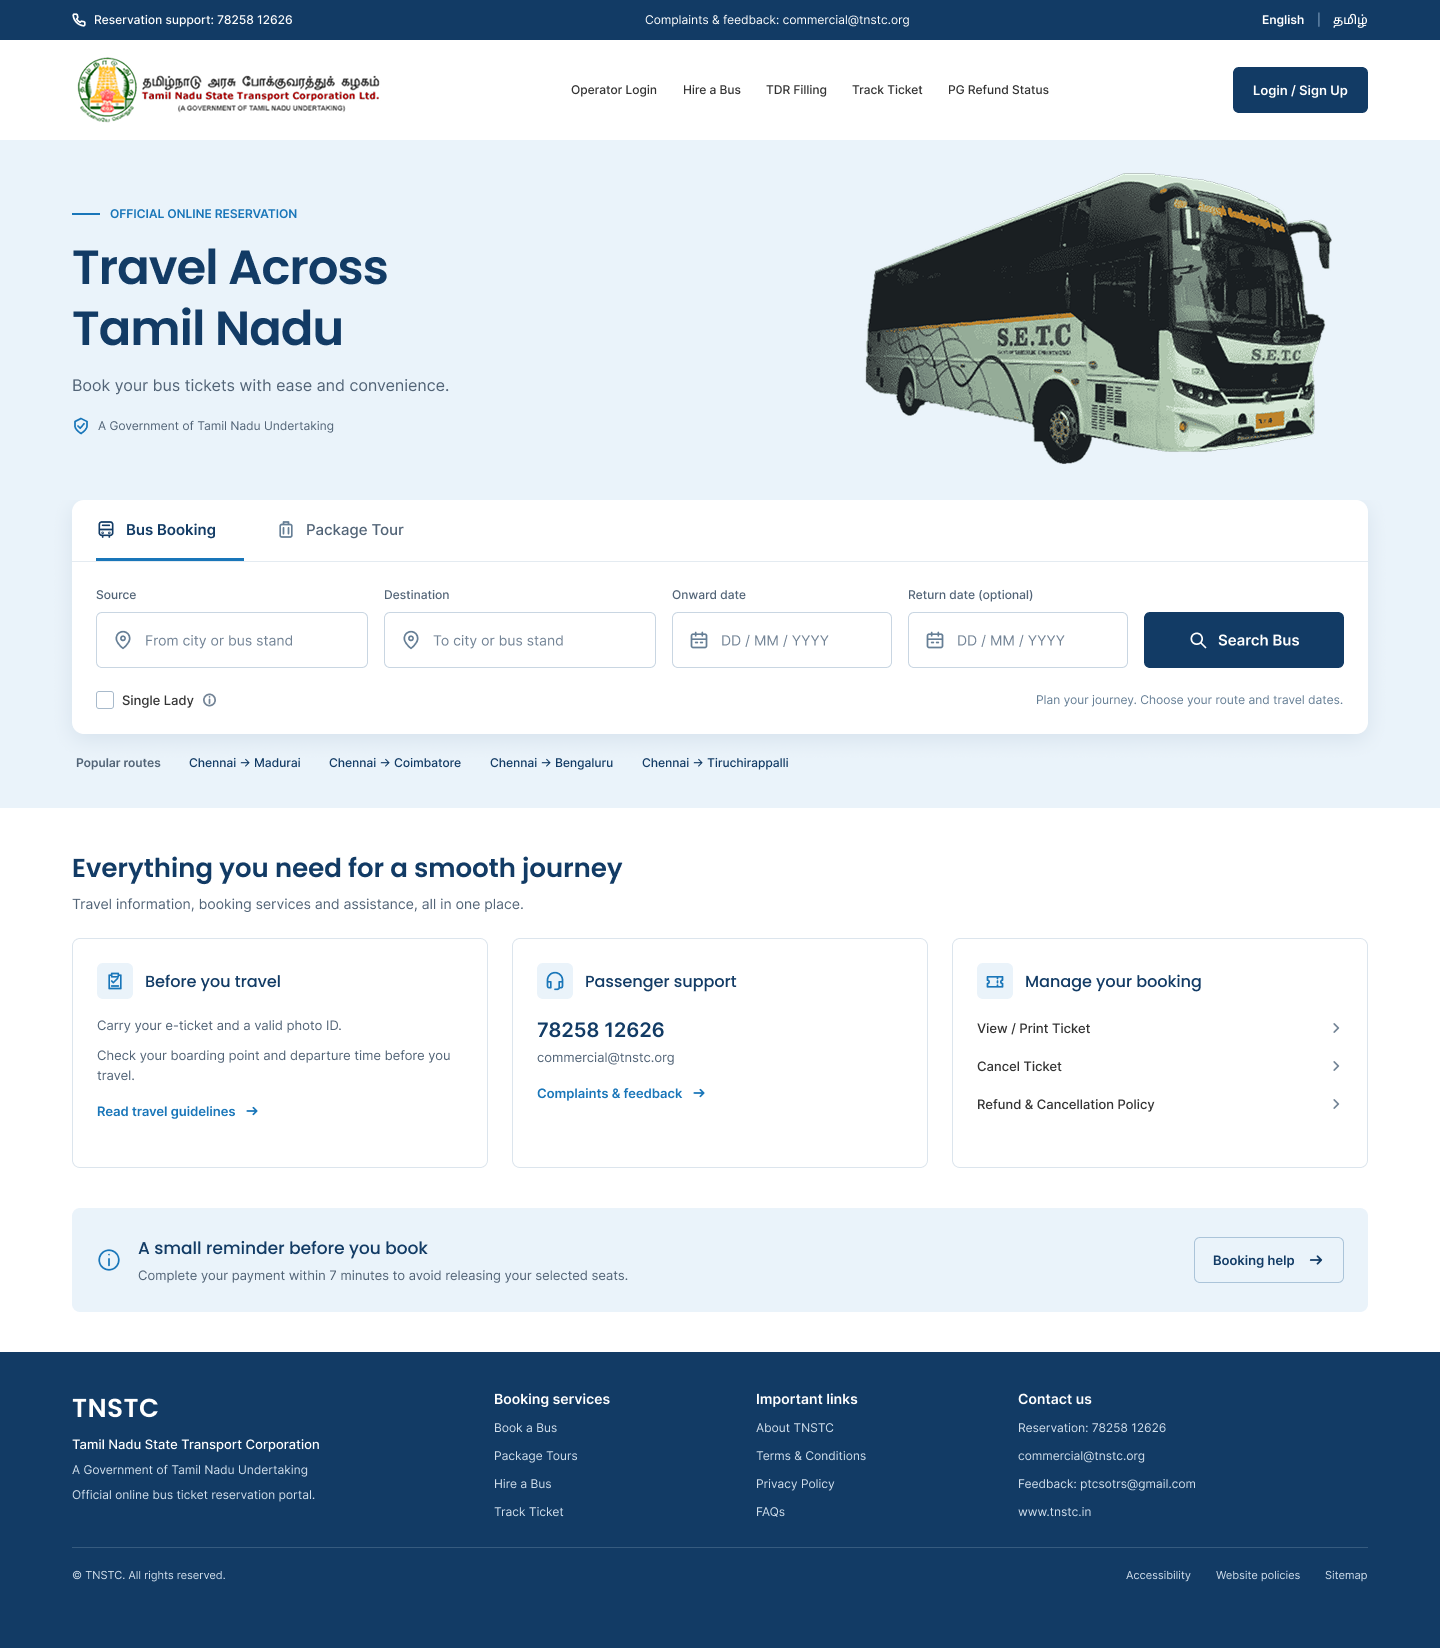 Reservation support: 78258 12626
Complaints & feedback: commercial@tnstc.org
English | தமிழ்
தமிழ்நாடு அரசு போக்குவரத்துக் கழகம்
Tamil Nadu State Transport Corporation Ltd.
(A GOVERNMENT OF TAMIL NADU UNDERTAKING)
Operator Login
Hire a Bus
TDR Filling
Track Ticket
PG Refund Status
Login / Sign Up
OFFICIAL ONLINE RESERVATION
Travel Across
Tamil Nadu
Book your bus tickets with ease and convenience.
A Government of Tamil Nadu Undertaking
S.E.T.C
S.E.T.C
Bus Booking
Package Tour
Source
Destination
Onward date
Return date (optional)
From city or bus stand
To city or bus stand
DD / MM / YYYY
DD / MM / YYYY
Search Bus
Single Lady
Plan your journey. Choose your route and travel dates.
Popular routes
Chennai → Madurai
Chennai → Coimbatore
Chennai → Bengaluru
Chennai → Tiruchirappalli
Everything you need for a smooth journey
Travel information, booking services and assistance, all in one place.
Before you travel
Carry your e-ticket and a valid photo ID.
Check your boarding point and departure time before you
travel.
Read travel guidelines →
Passenger support
78258 12626
commercial@tnstc.org
Complaints & feedback →
Manage your booking
View / Print Ticket
Cancel Ticket
Refund & Cancellation Policy
A small reminder before you book
Complete your payment within 7 minutes to avoid releasing your selected seats.
Booking help →
TNSTC
Tamil Nadu State Transport Corporation
A Government of Tamil Nadu Undertaking
Official online bus ticket reservation portal.
Booking services
Book a Bus
Package Tours
Hire a Bus
Track Ticket
Important links
About TNSTC
Terms & Conditions
Privacy Policy
FAQs
Contact us
Reservation: 78258 12626
commercial@tnstc.org
Feedback: ptcsotrs@gmail.com
www.tnstc.in
© TNSTC. All rights reserved.
Accessibility
Website policies
Sitemap